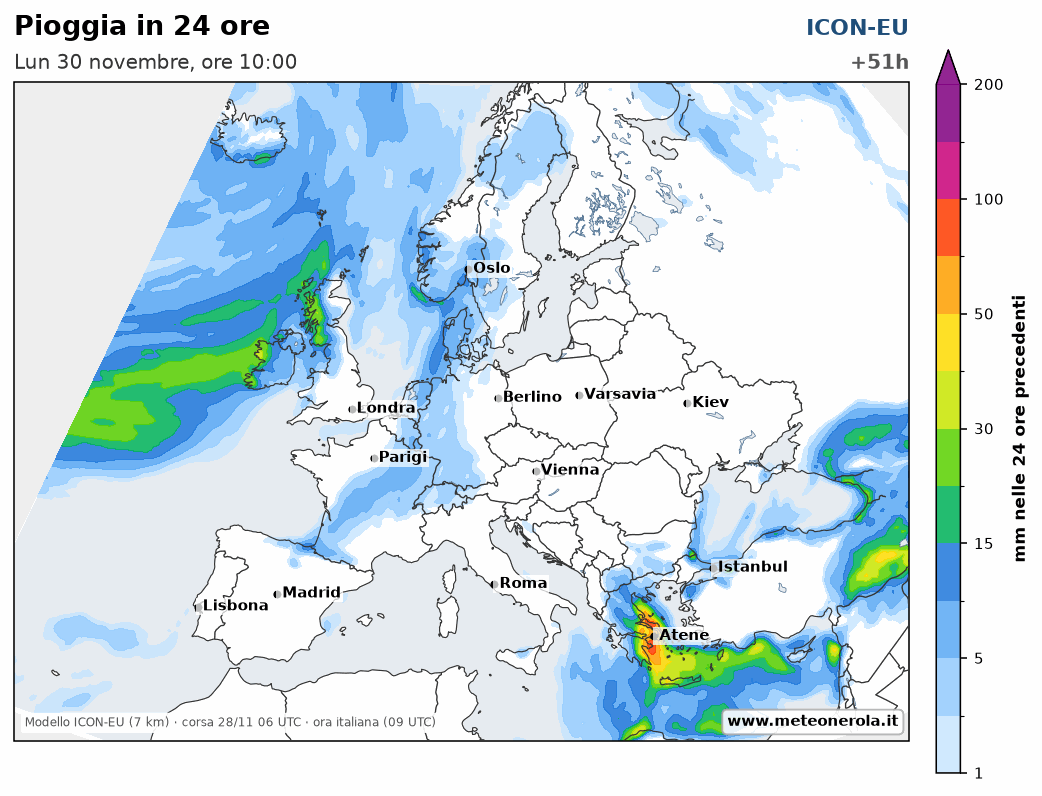 Pioggia in 24 ore
ICON-EU
Lun 30 novembre, ore 10:00
+51h
200
100
50
30
15
5
1
mm nelle 24 ore precedenti
Oslo
Berlino
Varsavia
Kiev
Londra
Parigi
Vienna
Istanbul
Roma
Madrid
Lisbona
Atene
Modello ICON-EU (7 km) · corsa 28/11 06 UTC · ora italiana (09 UTC)
www.meteonerola.it